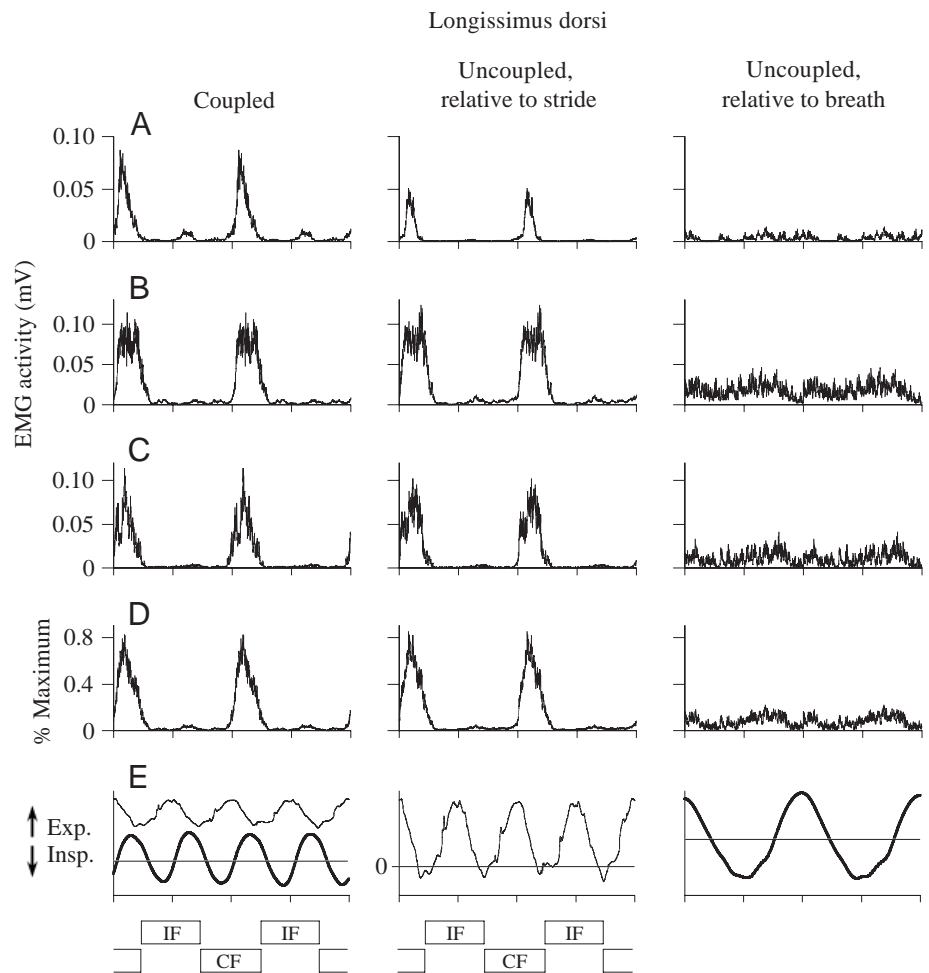 Longissimus dorsi
Coupled
Uncoupled,
relative to stride
Uncoupled,
relative to breath
A
0.10
0.05
0
B
0.10
0.05
0
C
0.10
0.05
0
EMG activity (mV)
D
0.8
0.4
0
% Maximum
E
Exp.
Insp.
0
IF
IF
CF
IF
IF
CF